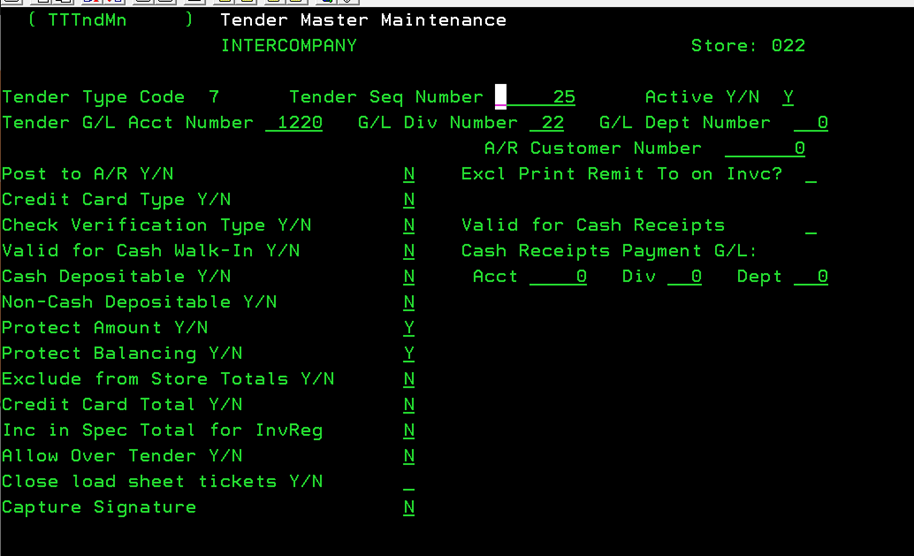 ( TTTndMn ) Tender Master Maintenance
INTERCOMPANY Store: 022
Tender Type Code 7 Tender Seq Number 25 Active Y/N Y
Tender G/L Acct Number 1220 G/L Div Number 22 G/L Dept Number 0
A/R Customer Number 0
Post to A/R Y/N N Excl Print Remit To on Invc? _
Credit Card Type Y/N N
Check Verification Type Y/N N Valid for Cash Receipts _
Valid for Cash Walk-In Y/N N Cash Receipts Payment G/L:
Cash Depositable Y/N N Acct 0 Div 0 Dept 0
Non-Cash Depositable Y/N N
Protect Amount Y/N Y
Protect Balancing Y/N Y
Exclude from Store Totals Y/N N
Credit Card Total Y/N N
Inc in Spec Total for InvReg N
Allow Over Tender Y/N N
Close load sheet tickets Y/N _
Capture Signature N